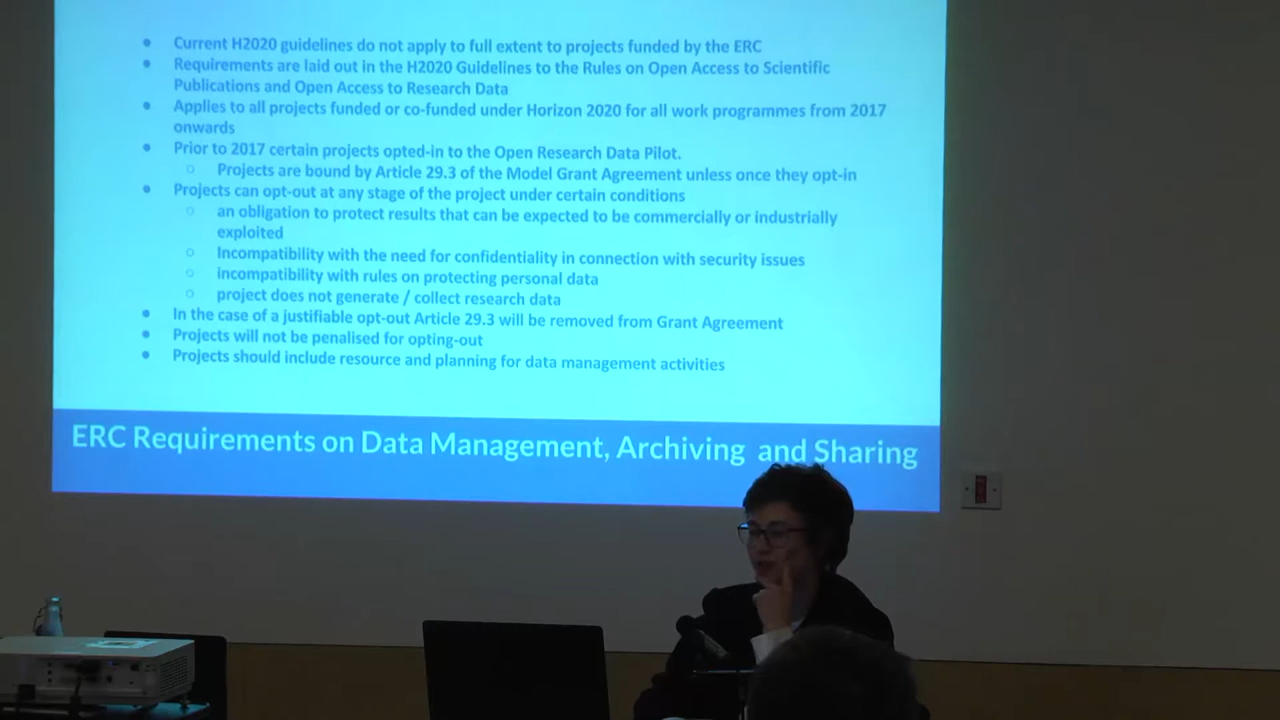 • Current H2020 guidelines do not apply to full extent to projects funded by the ERC
• Requirements are laid out in the H2020 Guidelines to the Rules on Open Access to Scientific
Publications and Open Access to Research Data
• Applies to all projects funded or co-funded under Horizon 2020 for all work programmes from 2017
onwards
• Prior to 2017 certain projects opted-in to the Open Research Data Pilot.
○ Projects are bound by Article 29.3 of the Model Grant Agreement unless once they opt-in
• Projects can opt-out at any stage of the project under certain conditions
○ an obligation to protect results that can be expected to be commercially or industrially
exploited
○ Incompatibility with the need for confidentiality in connection with security issues
○ incompatibility with rules on protecting personal data
○ project does not generate / collect research data
• In the case of a justifiable opt-out Article 29.3 will be removed from Grant Agreement
• Projects will not be penalised for opting-out
• Projects should include resource and planning for data management activities
ERC Requirements on Data Management, Archiving and Sharing